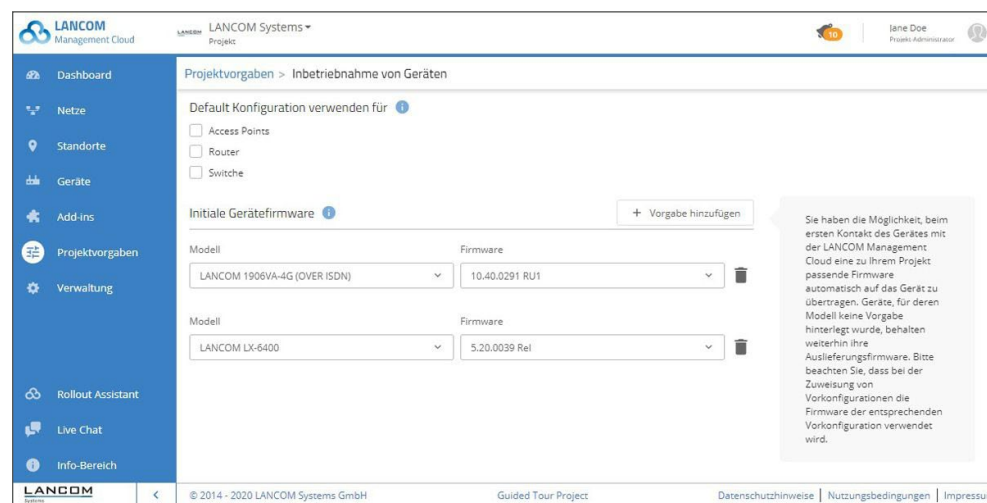 LANCOM
Management Cloud
LANCOM
LANCOM Systems
Projekt
10
Jane Doe
Projekt-Administrator
Dashboard
Netze
Standorte
Geräte
Add-ins
Projektvorgaben
Verwaltung
Rollout Assistant
Live Chat
Info-Bereich
LANCOM
Systems
<
Projektvorgaben > Inbetriebnahme von Geräten
Default Konfiguration verwenden für i
Access Points
Router
Switche
Initiale Gerätefirmware i
+ Vorgabe hinzufügen
Modell Firmware
LANCOM 1906VA-4G (OVER ISDN) 10.40.0291 RU1
Modell Firmware
LANCOM LX-6400 5.20.0039 Rel
Sie haben die Möglichkeit, beim
ersten Kontakt des Gerätes mit
der LANCOM Management
Cloud eine zu Ihrem Projekt
passende Firmware
automatisch auf das Gerät zu
übertragen. Geräte, für deren
Modell keine Vorgabe
hinterlegt wurde, behalten
weiterhin ihre
Auslieferungsfirmware. Bitte
beachten Sie, dass bei der
Zuweisung von
Vorkonfigurationen die
Firmware der entsprechenden
Vorkonfiguration verwendet
wird.
© 2014 - 2020 LANCOM Systems GmbH
Guided Tour Project
Datenschutzhinweise | Nutzungsbedingungen | Impressu